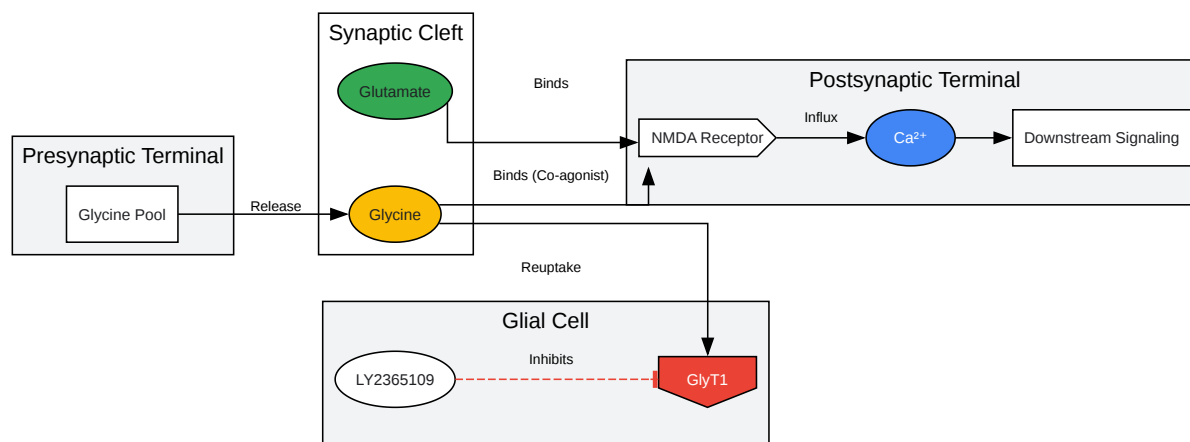 Synaptic Cleft
Glutamate
Binds
Postsynaptic Terminal
NMDA Receptor
Influx
Ca²⁺
Downstream Signaling
Presynaptic Terminal
Glycine Pool
Release
Glycine
Binds (Co-agonist)
Reuptake
Glial Cell
LY2365109
Inhibits
GlyT1